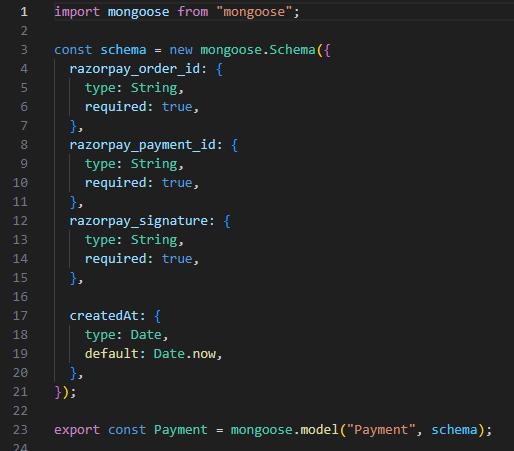 1 import mongoose from "mongoose";
2
3 const schema = new mongoose.Schema({
4   razorpay_order_id: {
5     type: String,
6     required: true,
7   },
8   razorpay_payment_id: {
9     type: String,
10     required: true,
11   },
12   razorpay_signature: {
13     type: String,
14     required: true,
15   },
16
17   createdAt: {
18     type: Date,
19     default: Date.now,
20   },
21 });
22
23 export const Payment = mongoose.model("Payment", schema);
24